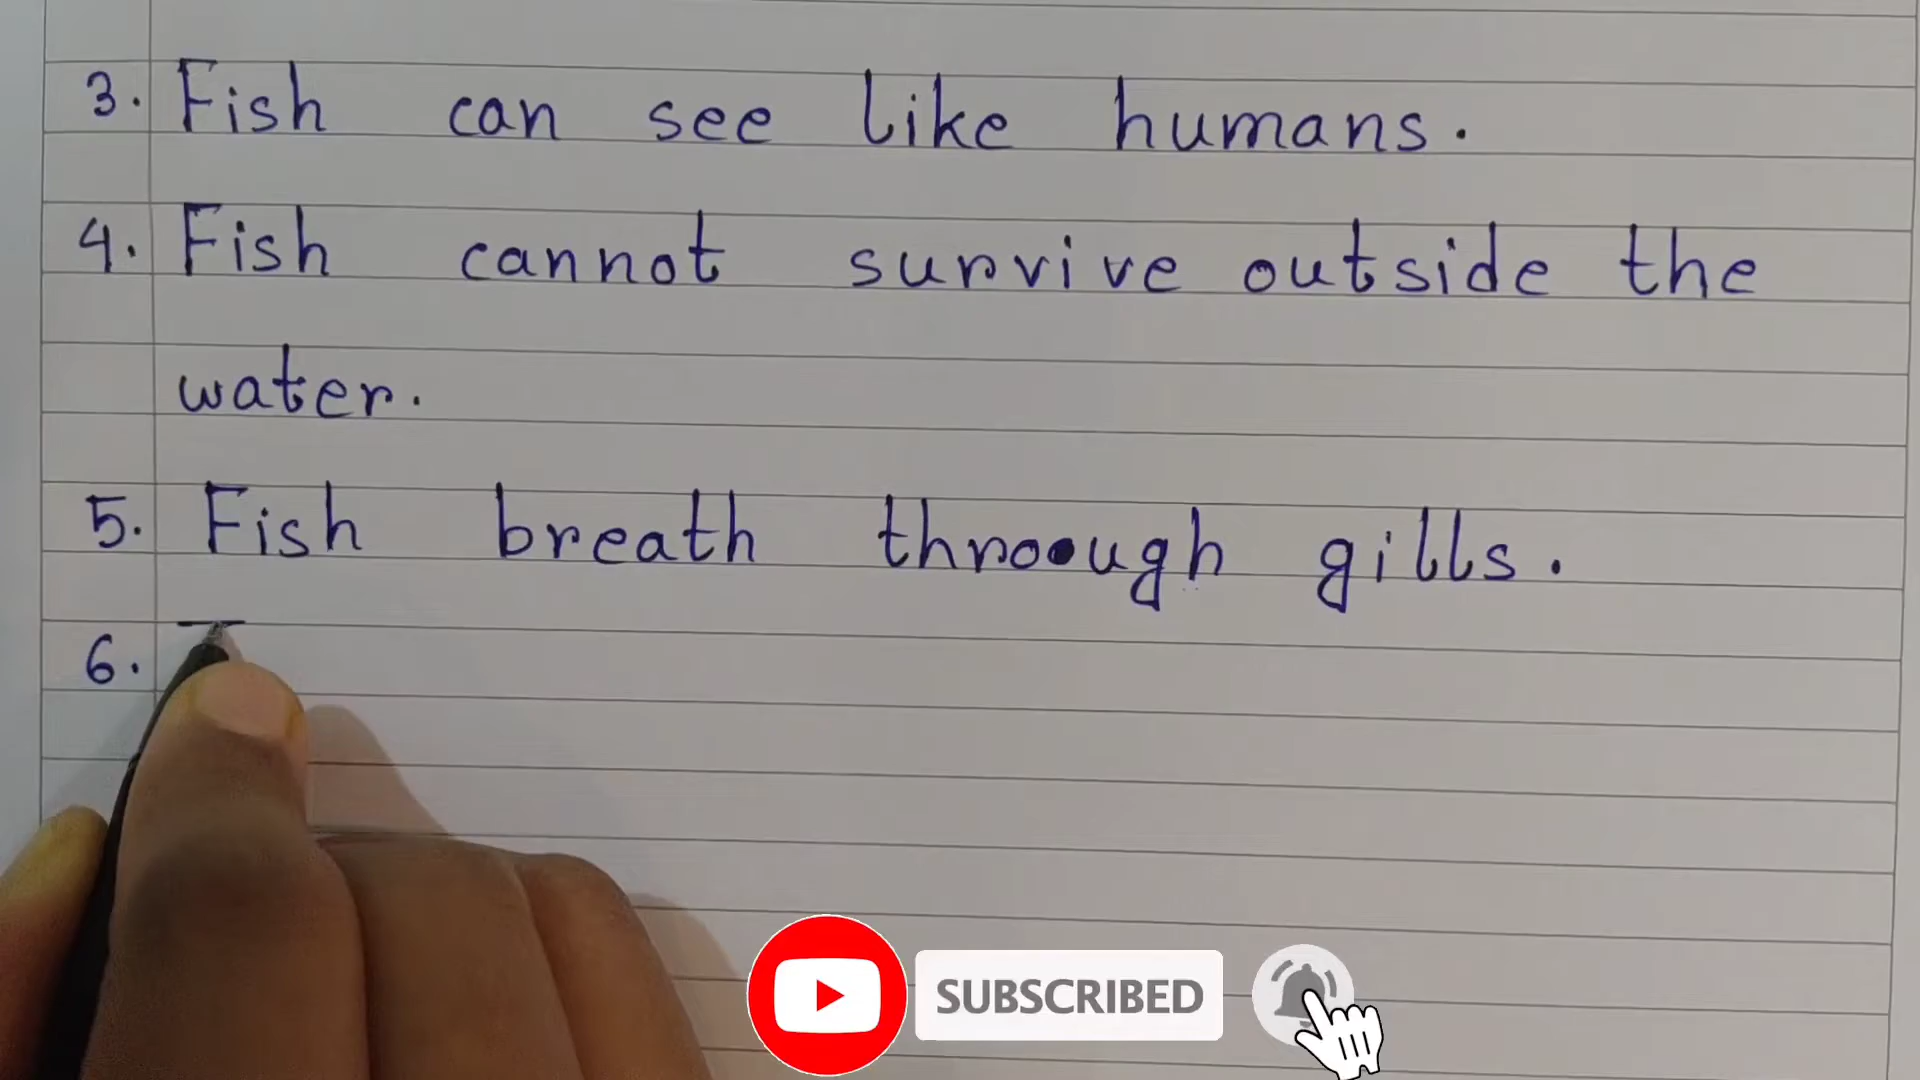 3. Fish can see like humans.
4. Fish cannot survive outside the
water.
5. Fish breath through gills.
6.
SUBSCRIBED